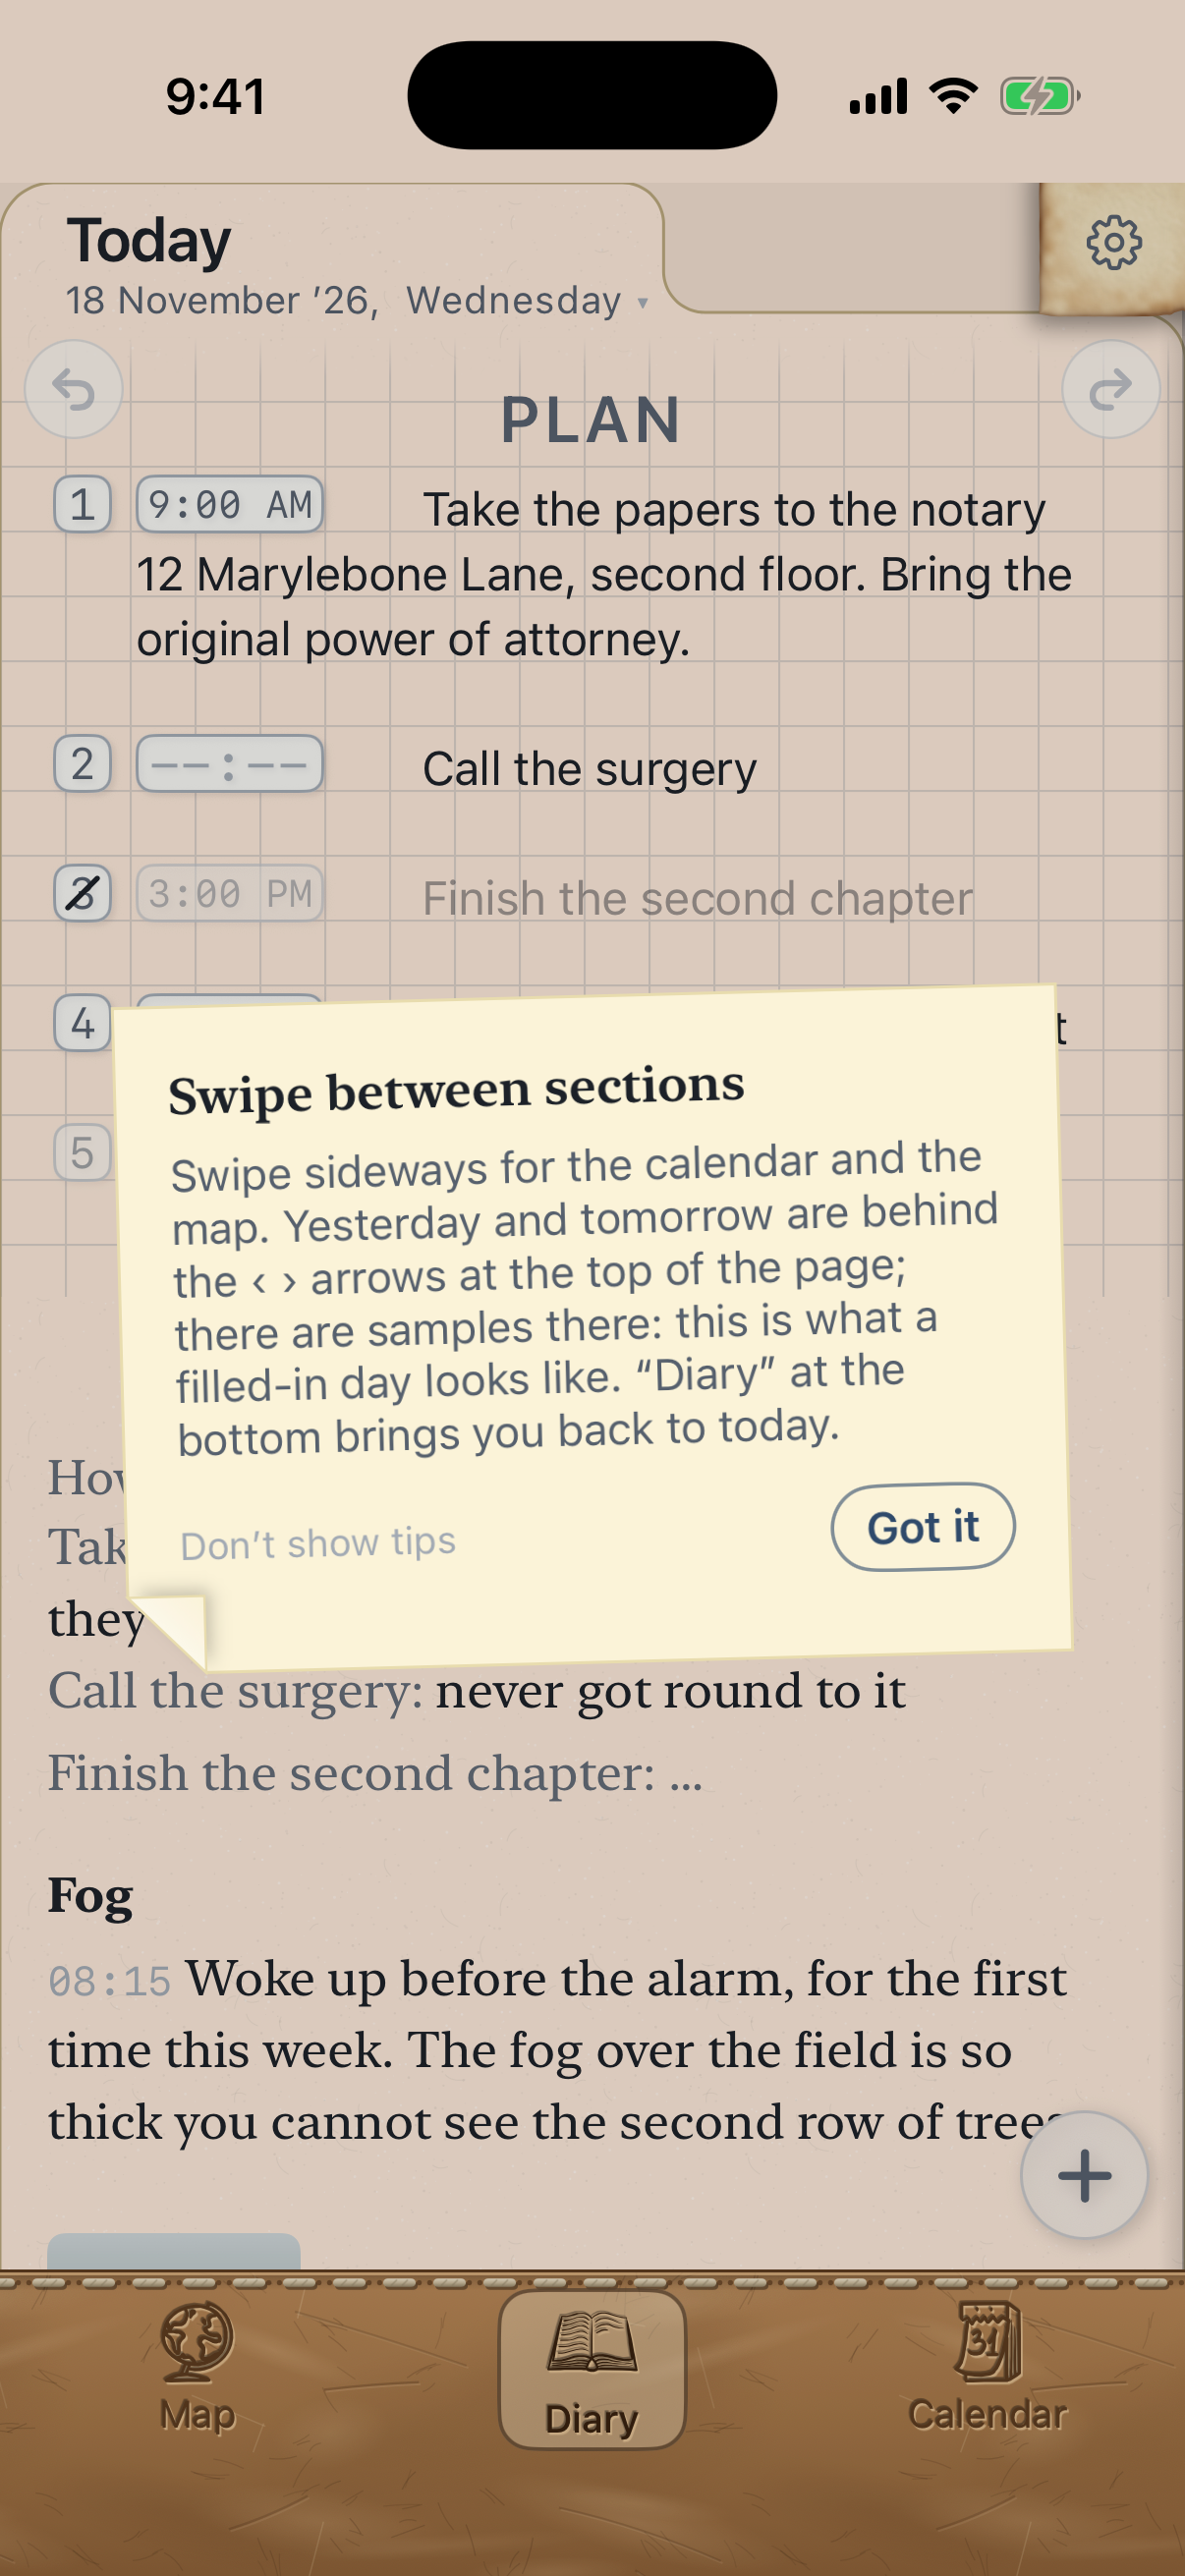 9:41
Today
18 November ’26, Wednesday ▾
PLAN
1 9:00 AM Take the papers to the notary
12 Marylebone Lane, second floor. Bring the
original power of attorney.
2 --:-- Call the surgery
3 3:00 PM Finish the second chapter
4
5
Swipe between sections
Swipe sideways for the calendar and the
map. Yesterday and tomorrow are behind
the ‹ › arrows at the top of the page;
there are samples there: this is what a
filled-in day looks like. “Diary” at the
bottom brings you back to today.
Don’t show tips
Got it
they
Call the surgery: never got round to it
Finish the second chapter: ...
Fog
08:15 Woke up before the alarm, for the first
time this week. The fog over the field is so
thick you cannot see the second row of trees
Map
Diary
31
Calendar